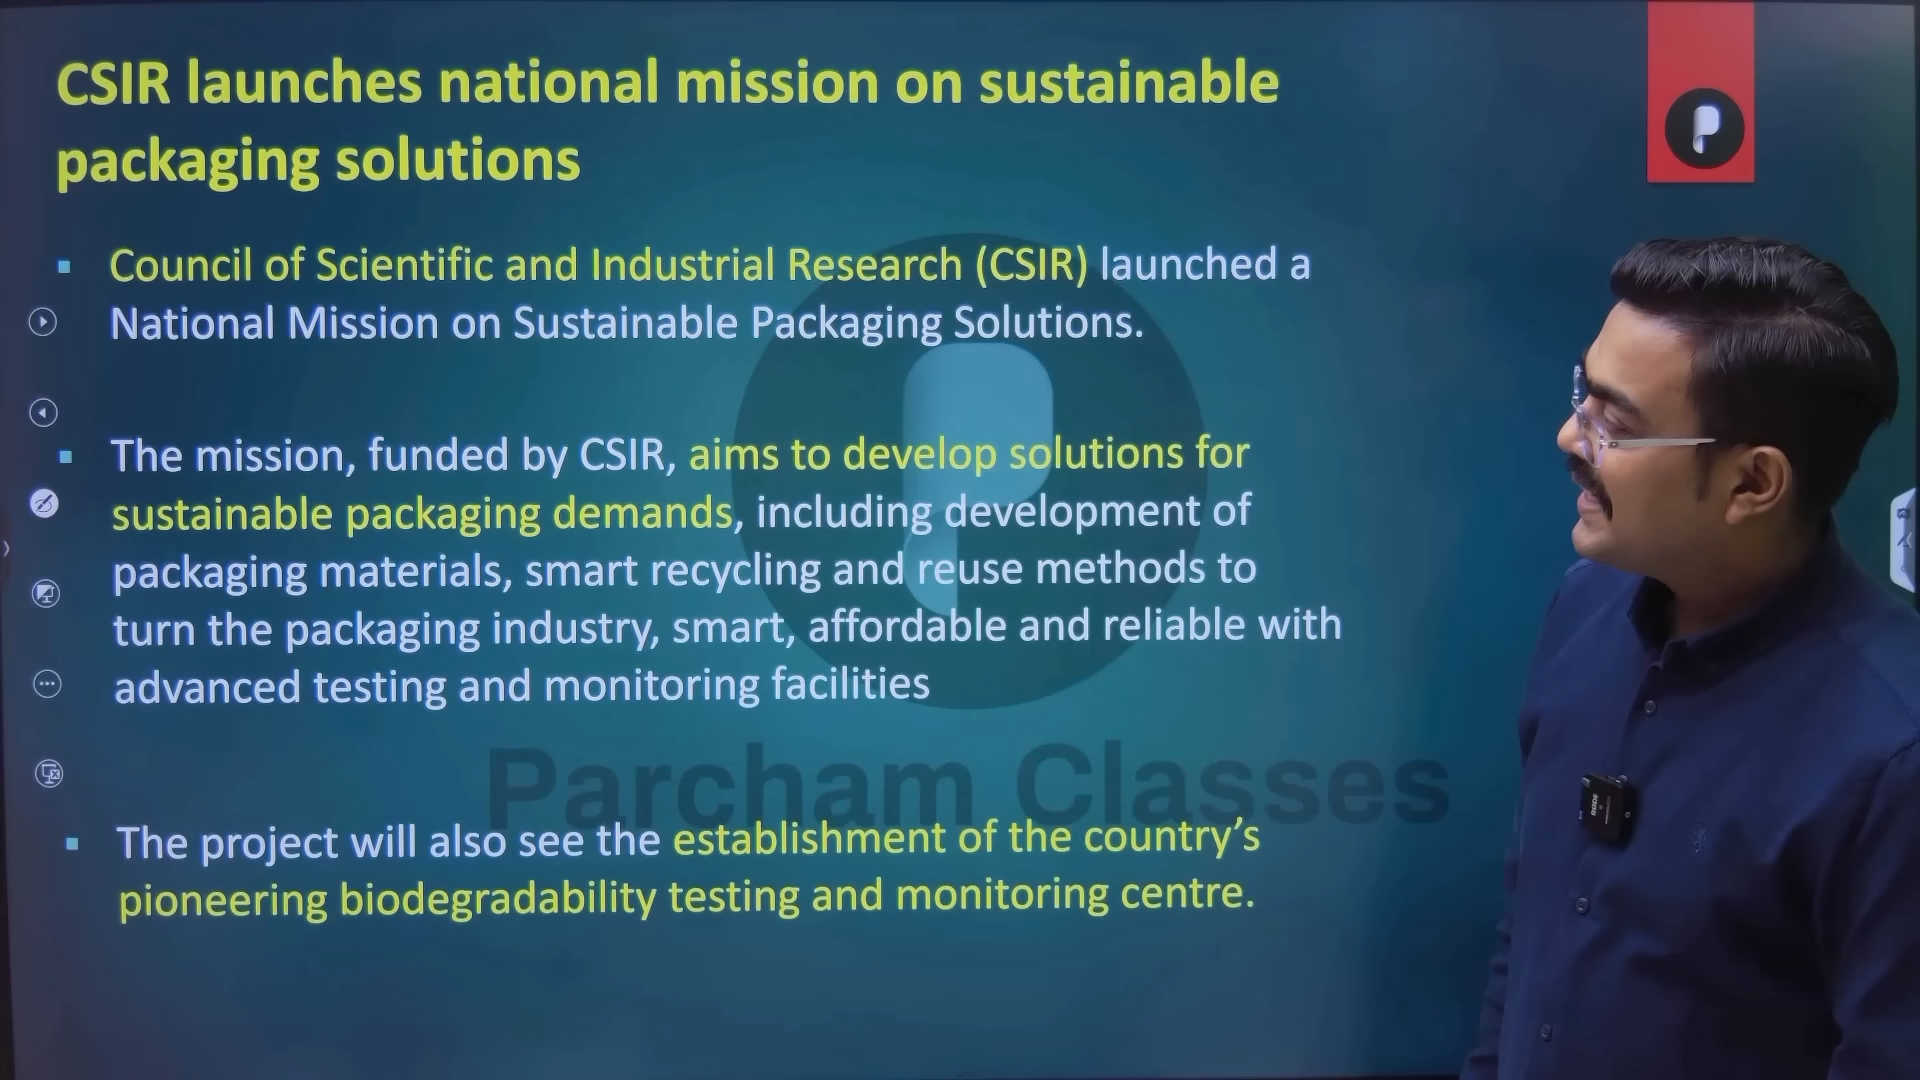 CSIR launches national mission on sustainable
packaging solutions
Council of Scientific and Industrial Research (CSIR) launched a
National Mission on Sustainable Packaging Solutions.
The mission, funded by CSIR, aims to develop solutions for
sustainable packaging demands, including development of
packaging materials, smart recycling and reuse methods to
turn the packaging industry, smart, affordable and reliable with
advanced testing and monitoring facilities
Parcham Classes
The project will also see the establishment of the country’s
pioneering biodegradability testing and monitoring centre.
RØDE